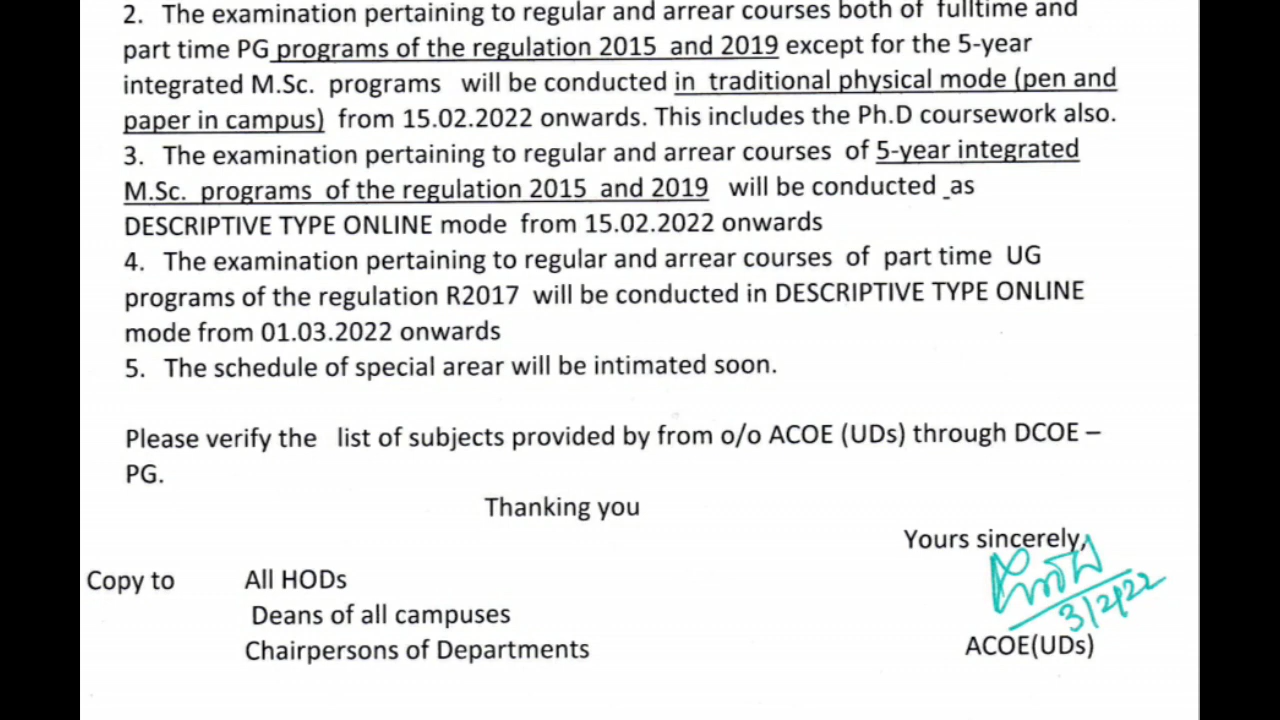 2. The examination pertaining to regular and arrear courses both of fulltime and
part time PG programs of the regulation 2015 and 2019 except for the 5-year
integrated M.Sc. programs will be conducted in traditional physical mode (pen and
paper in campus) from 15.02.2022 onwards. This includes the Ph.D coursework also.
3. The examination pertaining to regular and arrear courses of 5-year integrated
M.Sc. programs of the regulation 2015 and 2019 will be conducted _as
DESCRIPTIVE TYPE ONLINE mode from 15.02.2022 onwards
4. The examination pertaining to regular and arrear courses of part time UG
programs of the regulation R2017 will be conducted in DESCRIPTIVE TYPE ONLINE
mode from 01.03.2022 onwards
5. The schedule of special arear will be intimated soon.
Please verify the list of subjects provided by from o/o ACOE (UDs) through DCOE –
PG.
Thanking you
Yours sincerely,
3/2/22
ACOE(UDs)
Copy to All HODs
Deans of all campuses
Chairpersons of Departments